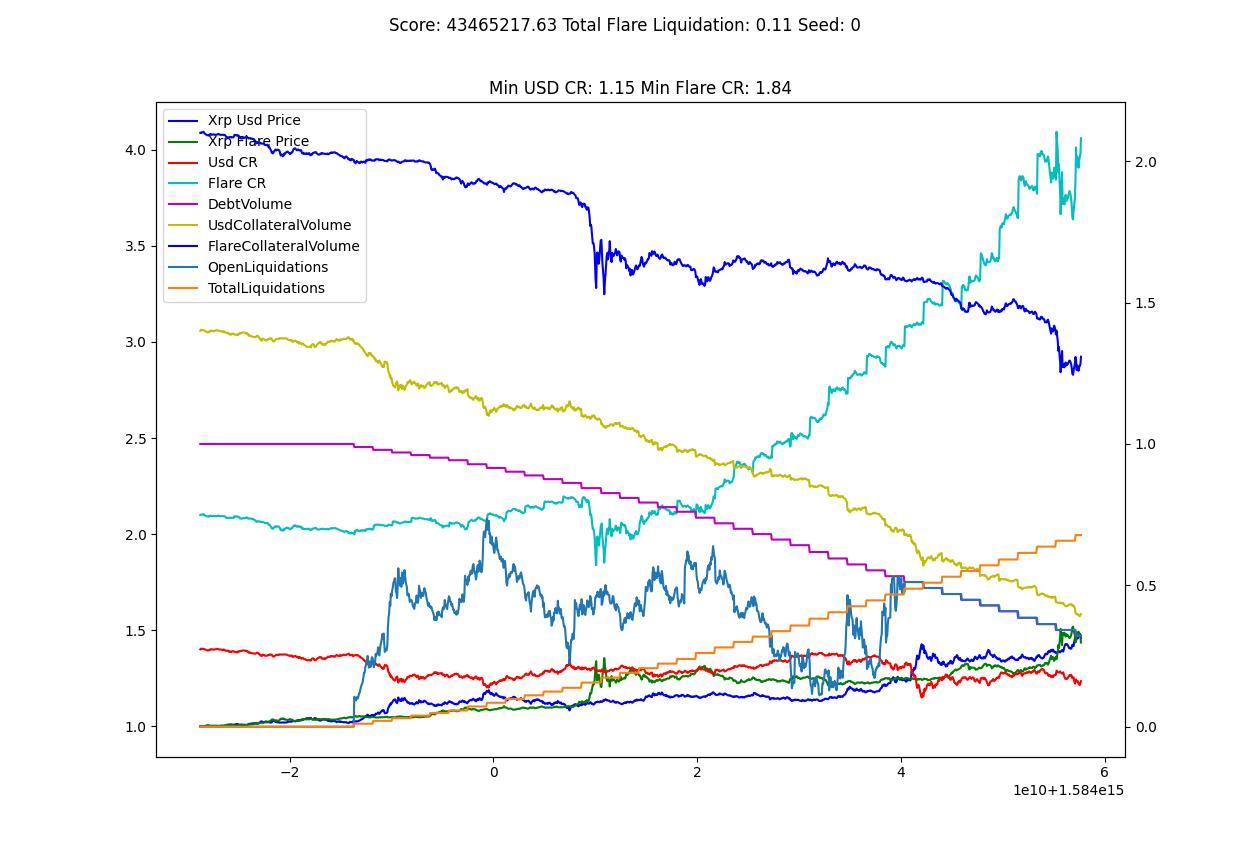 Score: 43465217.63 Total Flare Liquidation: 0.11 Seed: 0
Min USD CR: 1.15 Min Flare CR: 1.84
Xrp Usd Price
Xrp Flare Price
Usd CR
Flare CR
DebtVolume
UsdCollateralVolume
FlareCollateralVolume
OpenLiquidations
TotalLiquidations
4.0
3.5
3.0
2.5
2.0
1.5
1.0
2.0
1.5
1.0
0.5
0.0
−2 0 2 4 6
1e10+1.584e15